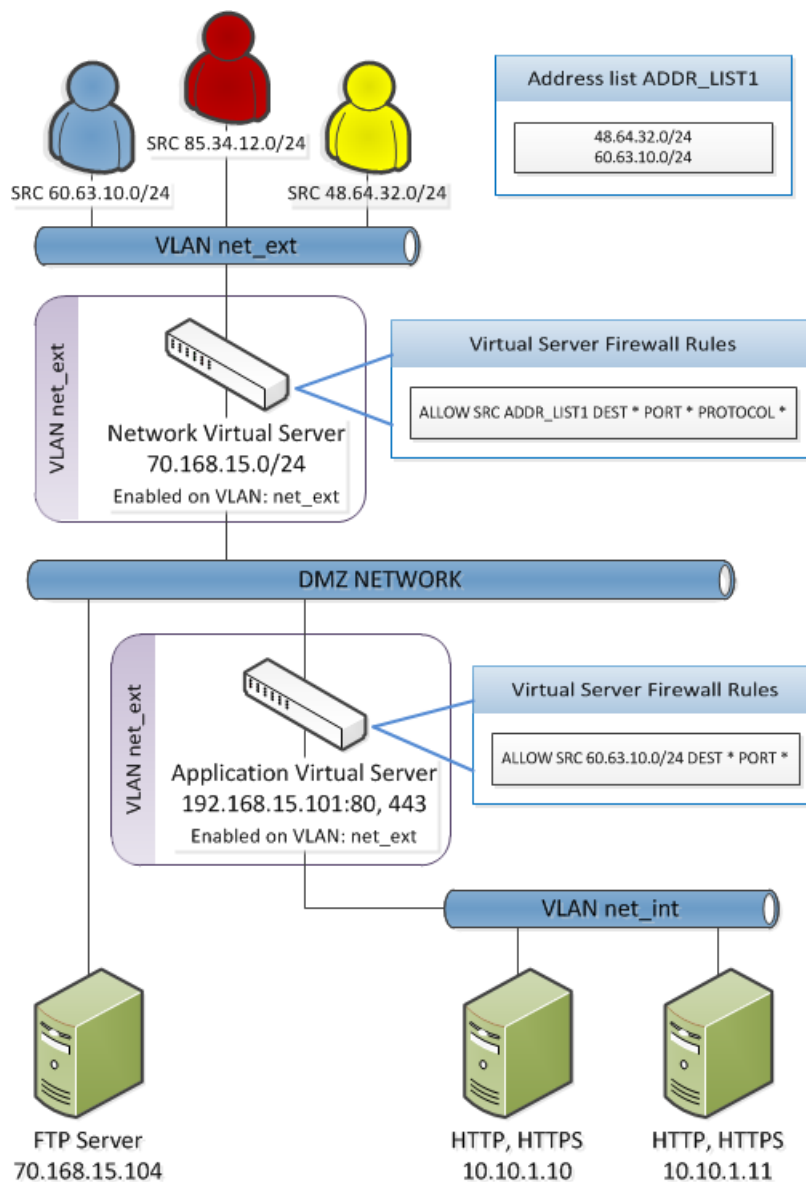 SRC 60.63.10.0/24
SRC 85.34.12.0/24
SRC 48.64.32.0/24
Address list ADDR_LIST1
48.64.32.0/24
60.63.10.0/24
VLAN net_ext
VLAN net_ext
Network Virtual Server
70.168.15.0/24
Enabled on VLAN: net_ext
Virtual Server Firewall Rules
ALLOW SRC ADDR_LIST1 DEST * PORT * PROTOCOL *
DMZ NETWORK
VLAN net_ext
Application Virtual Server
192.168.15.101:80, 443
Enabled on VLAN: net_ext
Virtual Server Firewall Rules
ALLOW SRC 60.63.10.0/24 DEST * PORT *
VLAN net_int
FTP Server
70.168.15.104
HTTP, HTTPS
10.10.1.10
HTTP, HTTPS
10.10.1.11